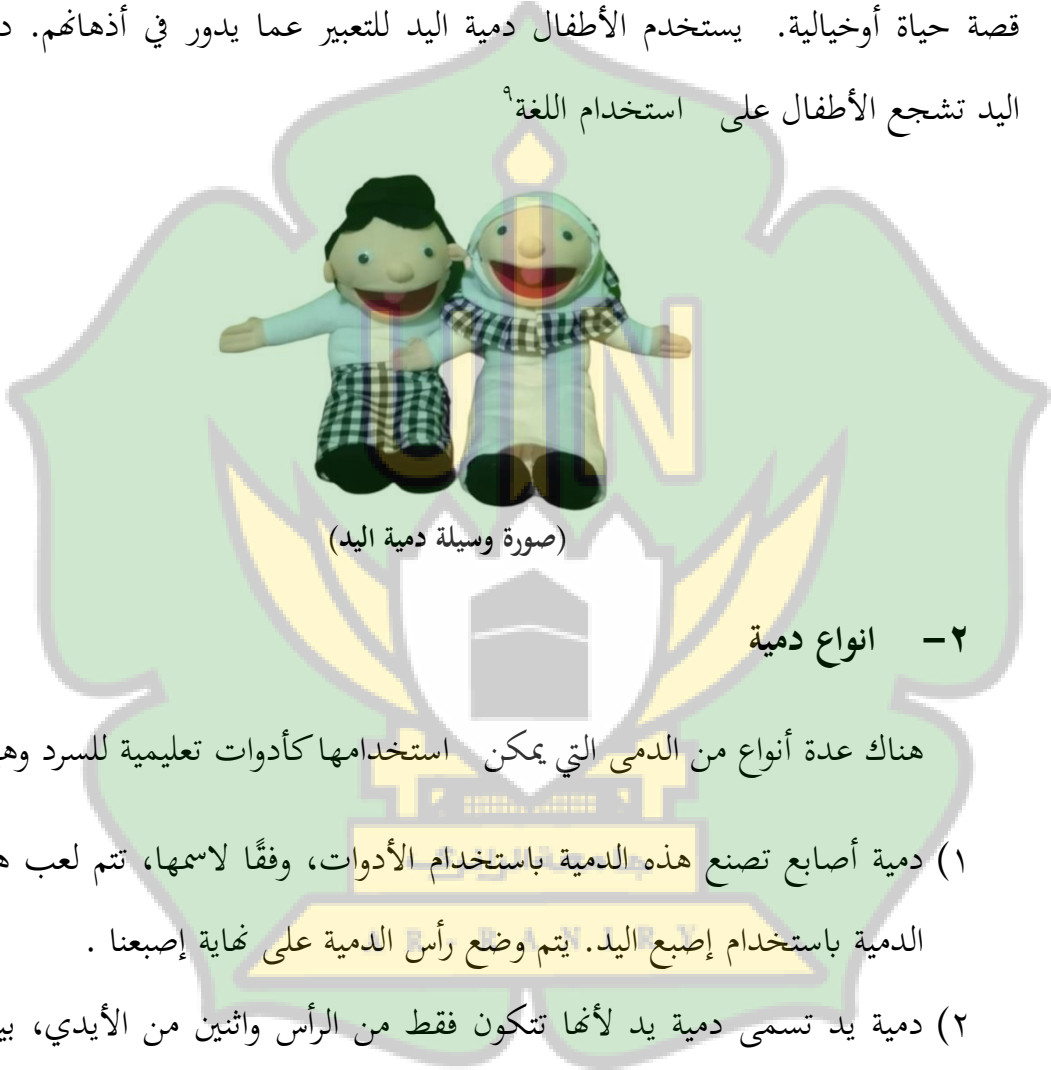 قصة حياة أوخيالية. يستخدم الأطفال دمية اليد للتعبير عما يدور في أذهانهم.
اليد تشجع الأطفال على استخدام اللغة٩
(صورة وسيلة دمية اليد)
٢- انواع دمية
هناك عدة أنواع من الدمى التي يمكن استخدامها كأدوات تعليمية للسرد
١) دمية أصابع تصنع هذه الدمية باستخدام الأدوات، وفقًا لاسمها، تتم لعب
الدمية باستخدام إصبع اليد. يتم وضع رأس الدمية على نهاية إصبعنا .
٢) دمية يد تسمى دمية يد لأنها تتكون فقط من الرأس واثنين من الأيدي،